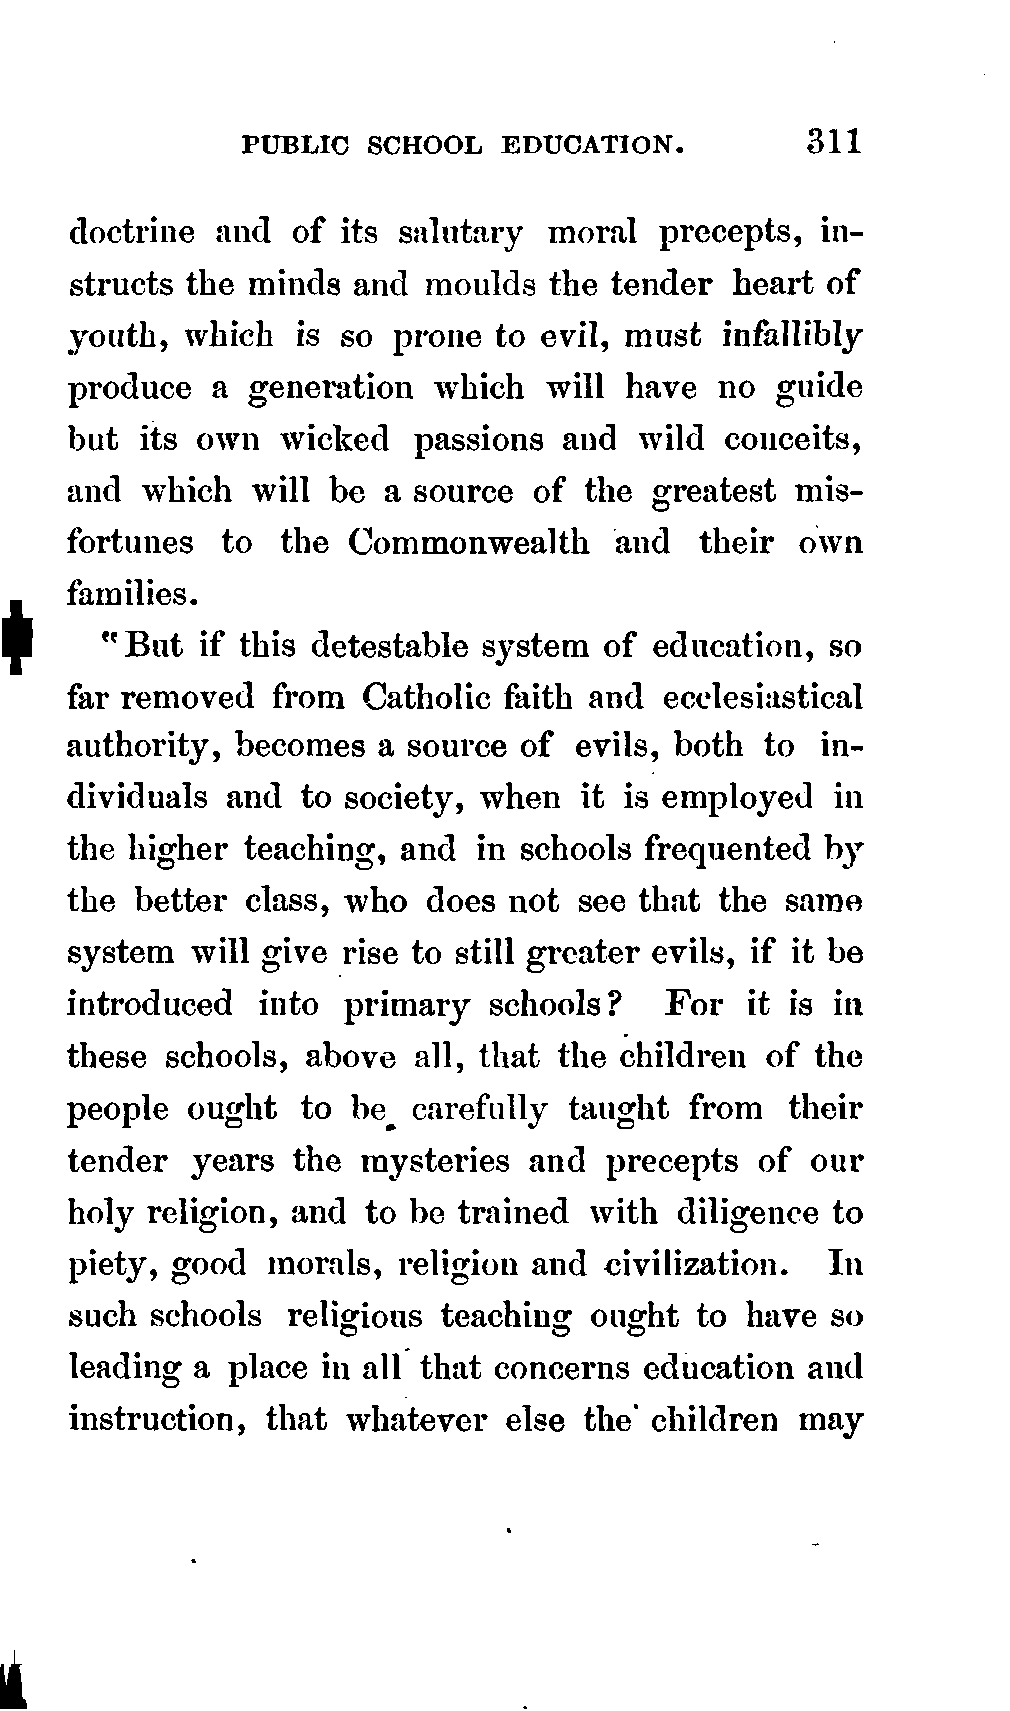 PUBLIC SCHOOL EDUCATION. 311
doctrine and of its salutary moral precepts, in-
structs the minds and moulds the tender heart of
youth, which is so prone to evil, must infallibly
produce a generation which will have no guide
but its own wicked passions and wild conceits,
and which will be a source of the greatest mis-
fortunes to the Commonwealth and their own
families.
"But if this detestable system of education, so
far removed from Catholic faith and ecclesiastical
authority, becomes a source of evils, both to in-
dividuals and to society, when it is employed in
the higher teaching, and in schools frequented by
the better class, who does not see that the same
system will give rise to still greater evils, if it be
introduced into primary schools? For it is in
these schools, above all, that the children of the
people ought to be carefully taught from their
tender years the mysteries and precepts of our
holy religion, and to be trained with diligence to
piety, good morals, religion and civilization. In
such schools religious teaching ought to have so
leading a place in all that concerns education and
instruction, that whatever else the children may